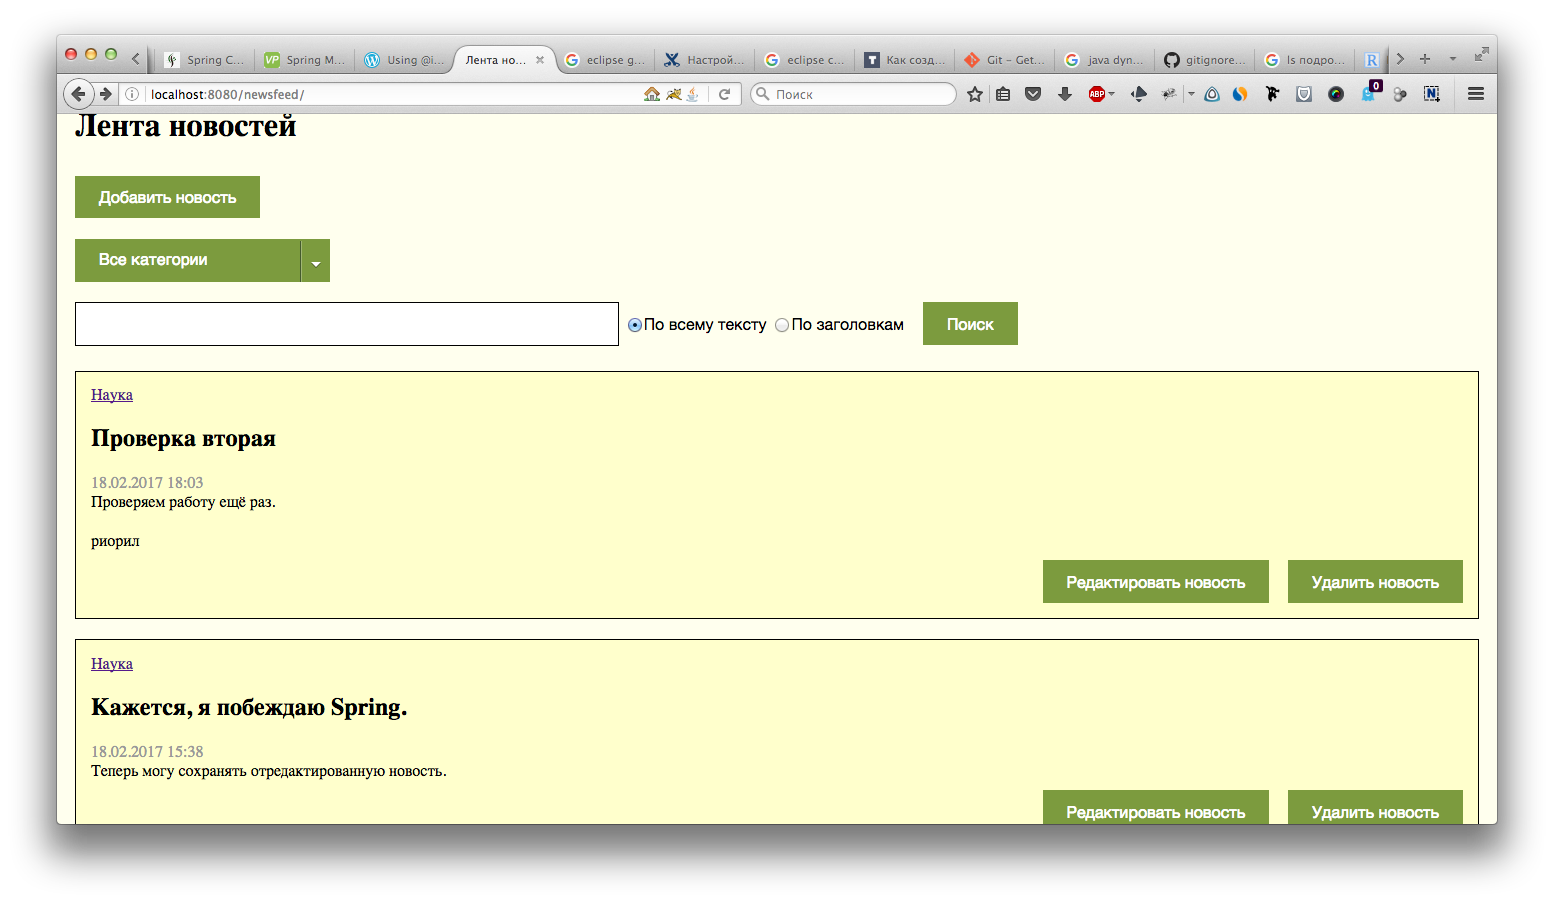 Spring C...
Spring M...
Using @i...
Лента но...
eclipse g...
Настрой...
eclipse c...
Как созд...
Git - Get...
java dyn...
gitignore...
Is подро...
localhost:8080/newsfeed/
Поиск
ABP
0
Лента новостей
Добавить новость
Все категории
По всему тексту По заголовкам Поиск
Наука
Проверка вторая
18.02.2017 18:03
Проверяем работу ещё раз.
риорил
Редактировать новость Удалить новость
Наука
Кажется, я побеждаю Spring.
18.02.2017 15:38
Теперь могу сохранять отредактированную новость.
Редактировать новость Удалить новость